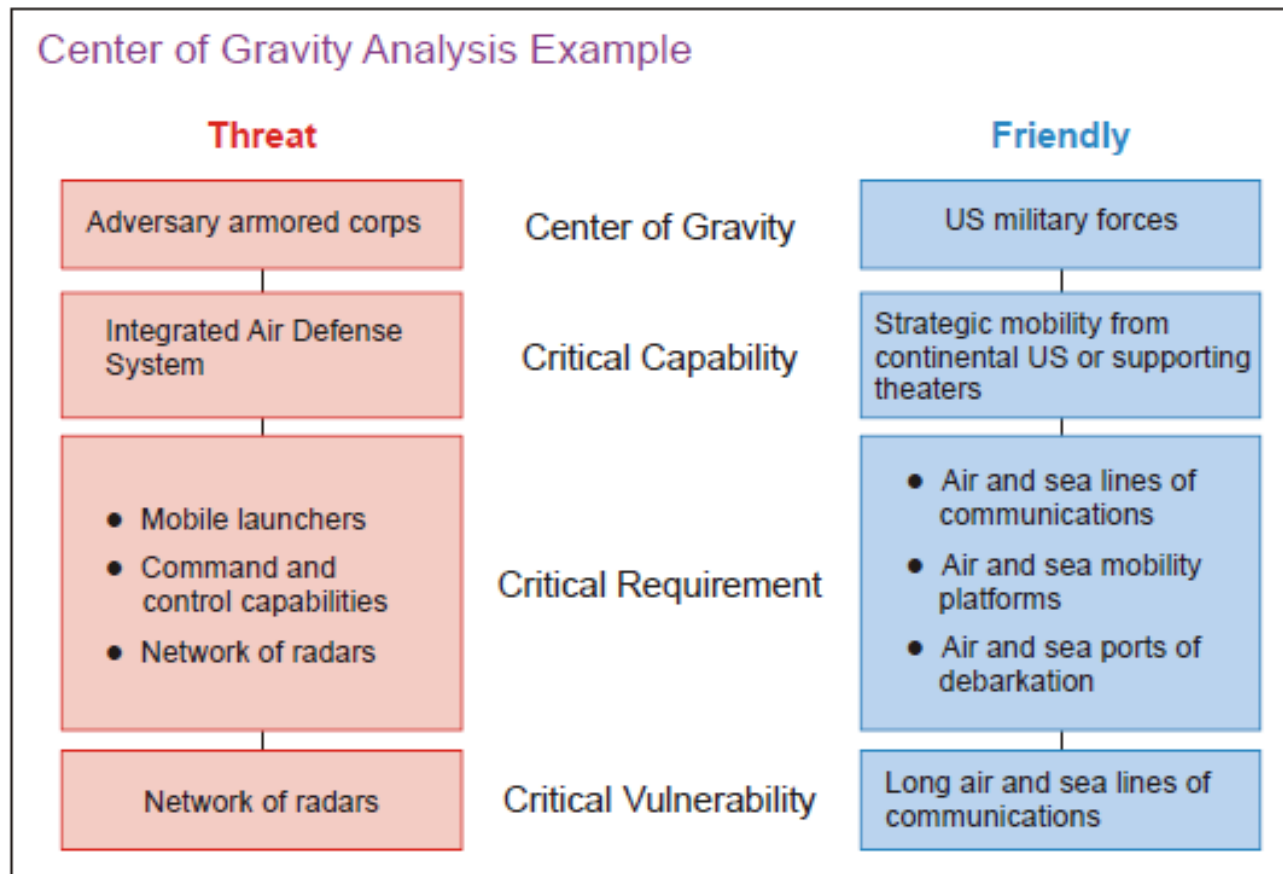 Center of Gravity Analysis Example
Threat
Friendly
Adversary armored corps
Center of Gravity
US military forces
Integrated Air Defense
System
Critical Capability
Strategic mobility from
continental US or supporting
theaters
● Mobile launchers
● Command and
control capabilities
● Network of radars
Critical Requirement
● Air and sea lines of
communications
● Air and sea mobility
platforms
● Air and sea ports of
debarkation
Network of radars
Critical Vulnerability
Long air and sea lines of
communications